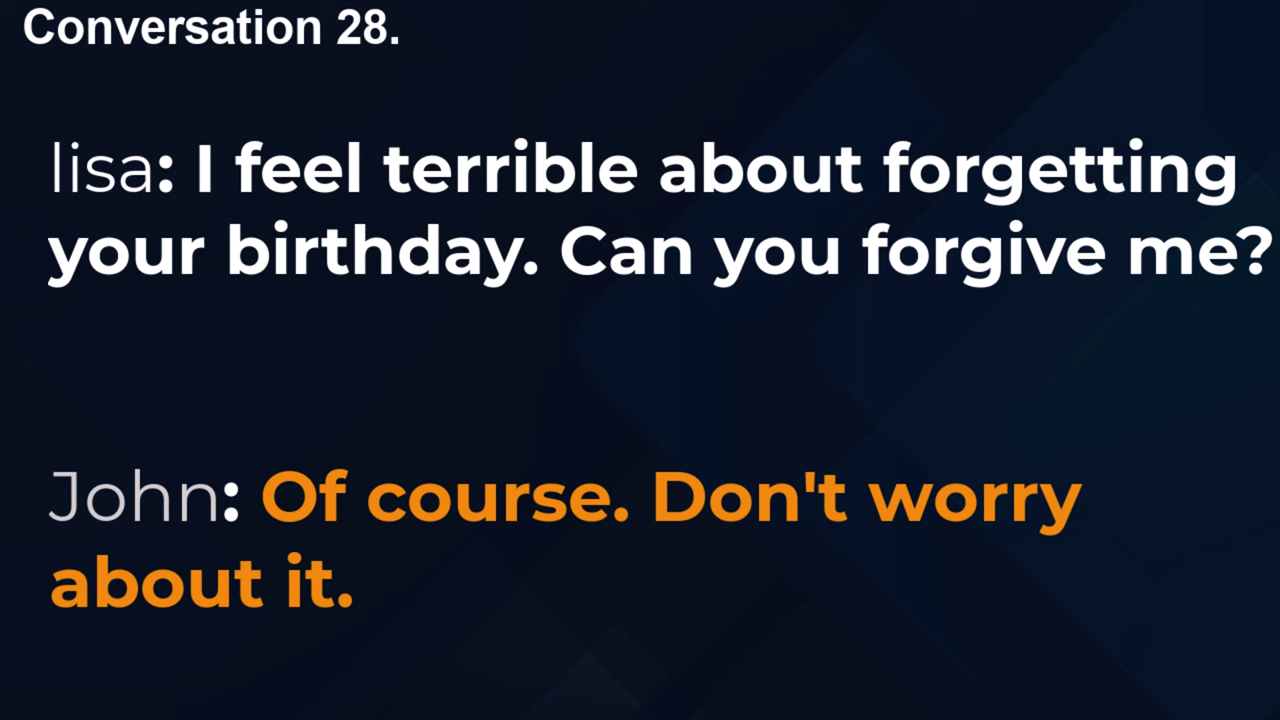 Conversation 28.
lisa: I feel terrible about forgetting
your birthday. Can you forgive me?
John: Of course. Don't worry
about it.